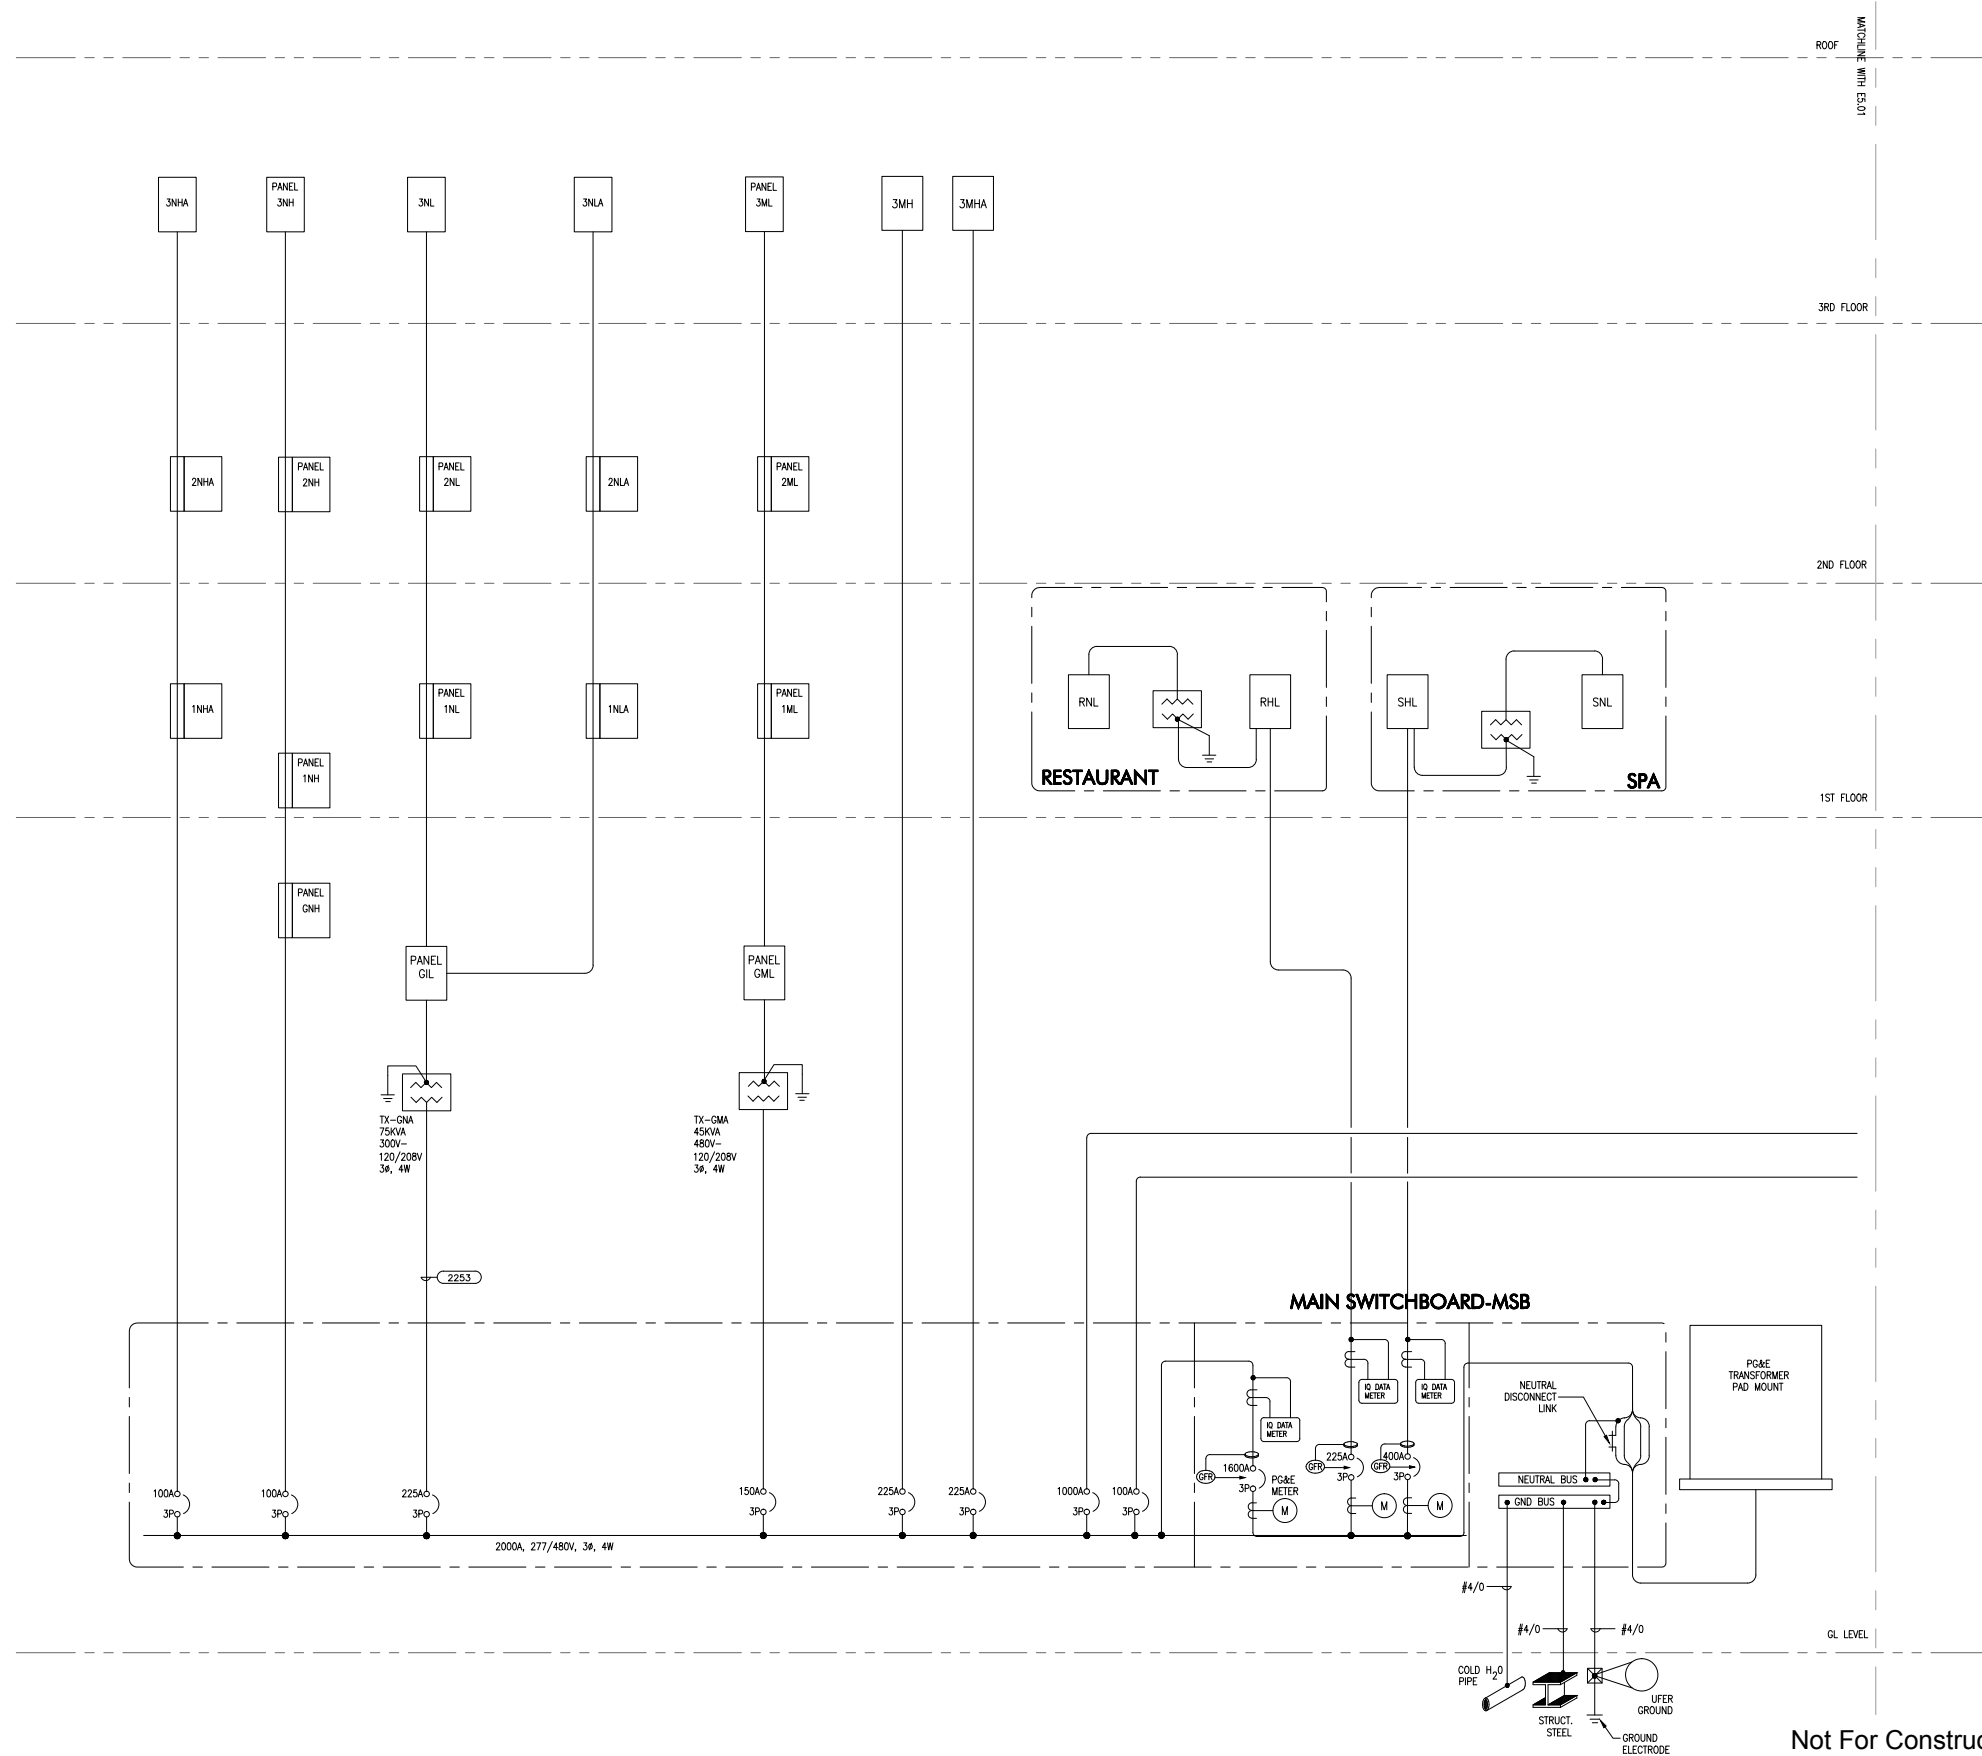 ROOF
MATCHLINE WITH E5.01
3NHA
PANEL
3NH
3NL
3NLA
PANEL
3ML
3MH
3MHA
3RD FLOOR
2NHA
PANEL
2NH
PANEL
2NL
2NLA
PANEL
2ML
2ND FLOOR
1NHA
PANEL
1NL
1NLA
PANEL
1ML
RNL
RHL
RESTAURANT
SHL
SNL
SPA
PANEL
1NH
1ST FLOOR
PANEL
GNH
PANEL
GIL
PANEL
GML
TX-GNA
75KVA
300V-
120/208V
3ø, 4W
TX-GMA
45KVA
480V-
120/208V
3ø, 4W
2253
MAIN SWITCHBOARD-MSB
IQ DATA
METER
IQ DATA
METER
IQ DATA
METER
NEUTRAL
DISCONNECT
LINK
PG&E
TRANSFORMER
PAD MOUNT
100A
3P
100A
3P
225A
3P
150A
3P
225A
3P
225A
3P
1000A
3P
100A
3P
GFR
1600A
3P
PG&E
METER
M
GFR
225A
3P
M
GFR
400A
3P
M
NEUTRAL BUS
GND BUS
2000A, 277/480V, 3ø, 4W
#4/0
#4/0
#4/0
GL LEVEL
COLD H2O
PIPE
STRUCT.
STEEL
UFER
GROUND
GROUND
ELECTRODE
Not For Construc